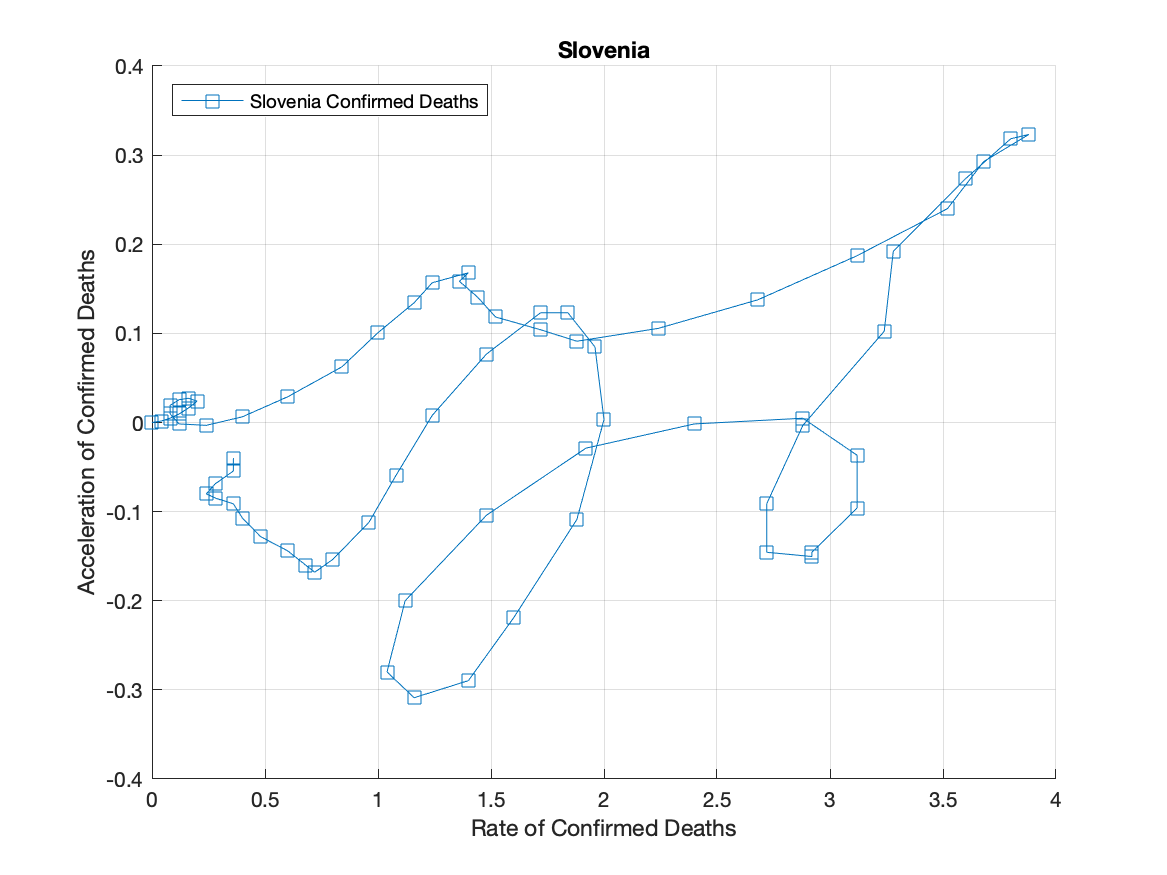 Slovenia
Slovenia Confirmed Deaths
0.4
0.3
0.2
0.1
0
-0.1
-0.2
-0.3
-0.4
Acceleration of Confirmed Deaths
0 0.5 1 1.5 2 2.5 3 3.5 4
Rate of Confirmed Deaths